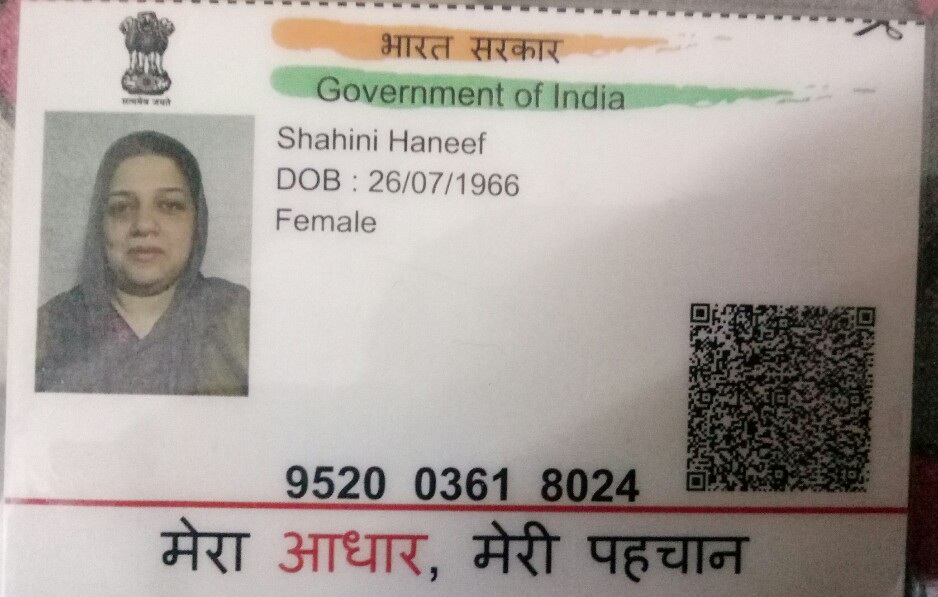 भारत सरकार
Government of India
सत्यमेव जयते
Shahini Haneef
DOB : 26/07/1966
Female
9520 0361 8024
मेरा आधार, मेरी पहचान